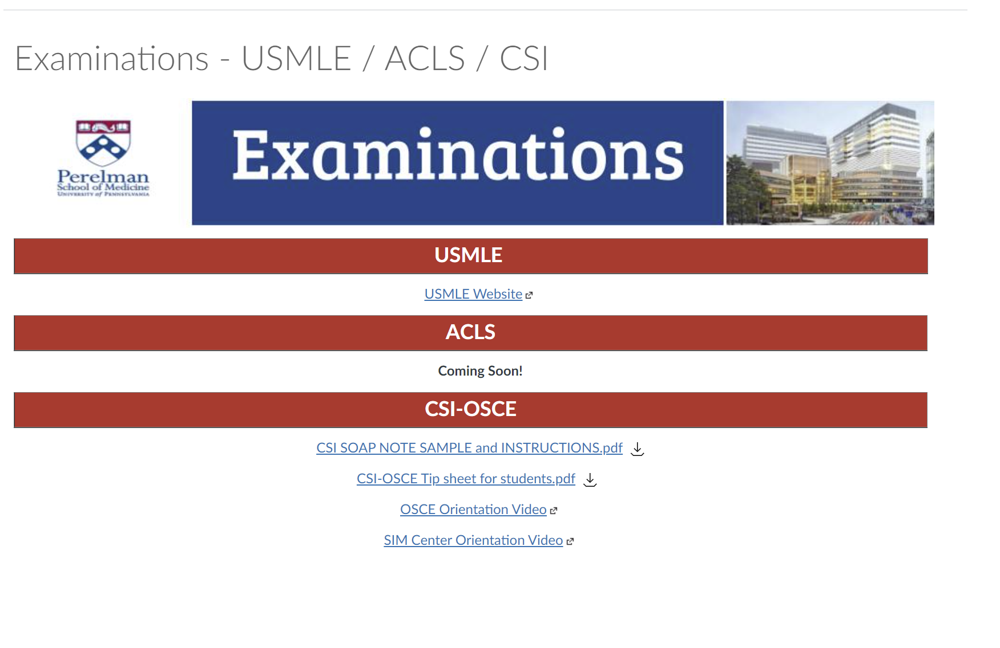 Examinations - USMLE / ACLS / CSI
Perelman
School of Medicine
University of Pennsylvania
Examinations
USMLE
USMLE Website
ACLS
Coming Soon!
CSI-OSCE
CSI SOAP NOTE SAMPLE and INSTRUCTIONS.pdf
CSI-OSCE Tip sheet for students.pdf
OSCE Orientation Video
SIM Center Orientation Video